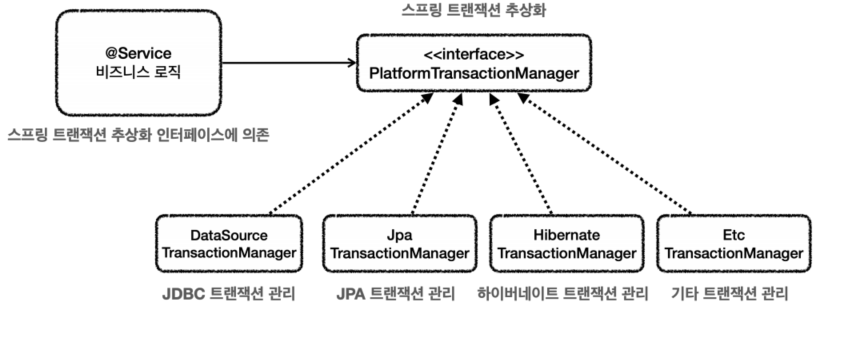 스프링 트랜잭션 추상화
@Service
비즈니스 로직
<<interface>>
PlatformTransactionManager
스프링 트랜잭션 추상화 인터페이스에 의존
DataSource
TransactionManager
Jpa
TransactionManager
Hibernate
TransactionManager
Etc
TransactionManager
JDBC 트랜잭션 관리
JPA 트랜잭션 관리
하이버네이트 트랜잭션 관리
기타 트랜잭션 관리